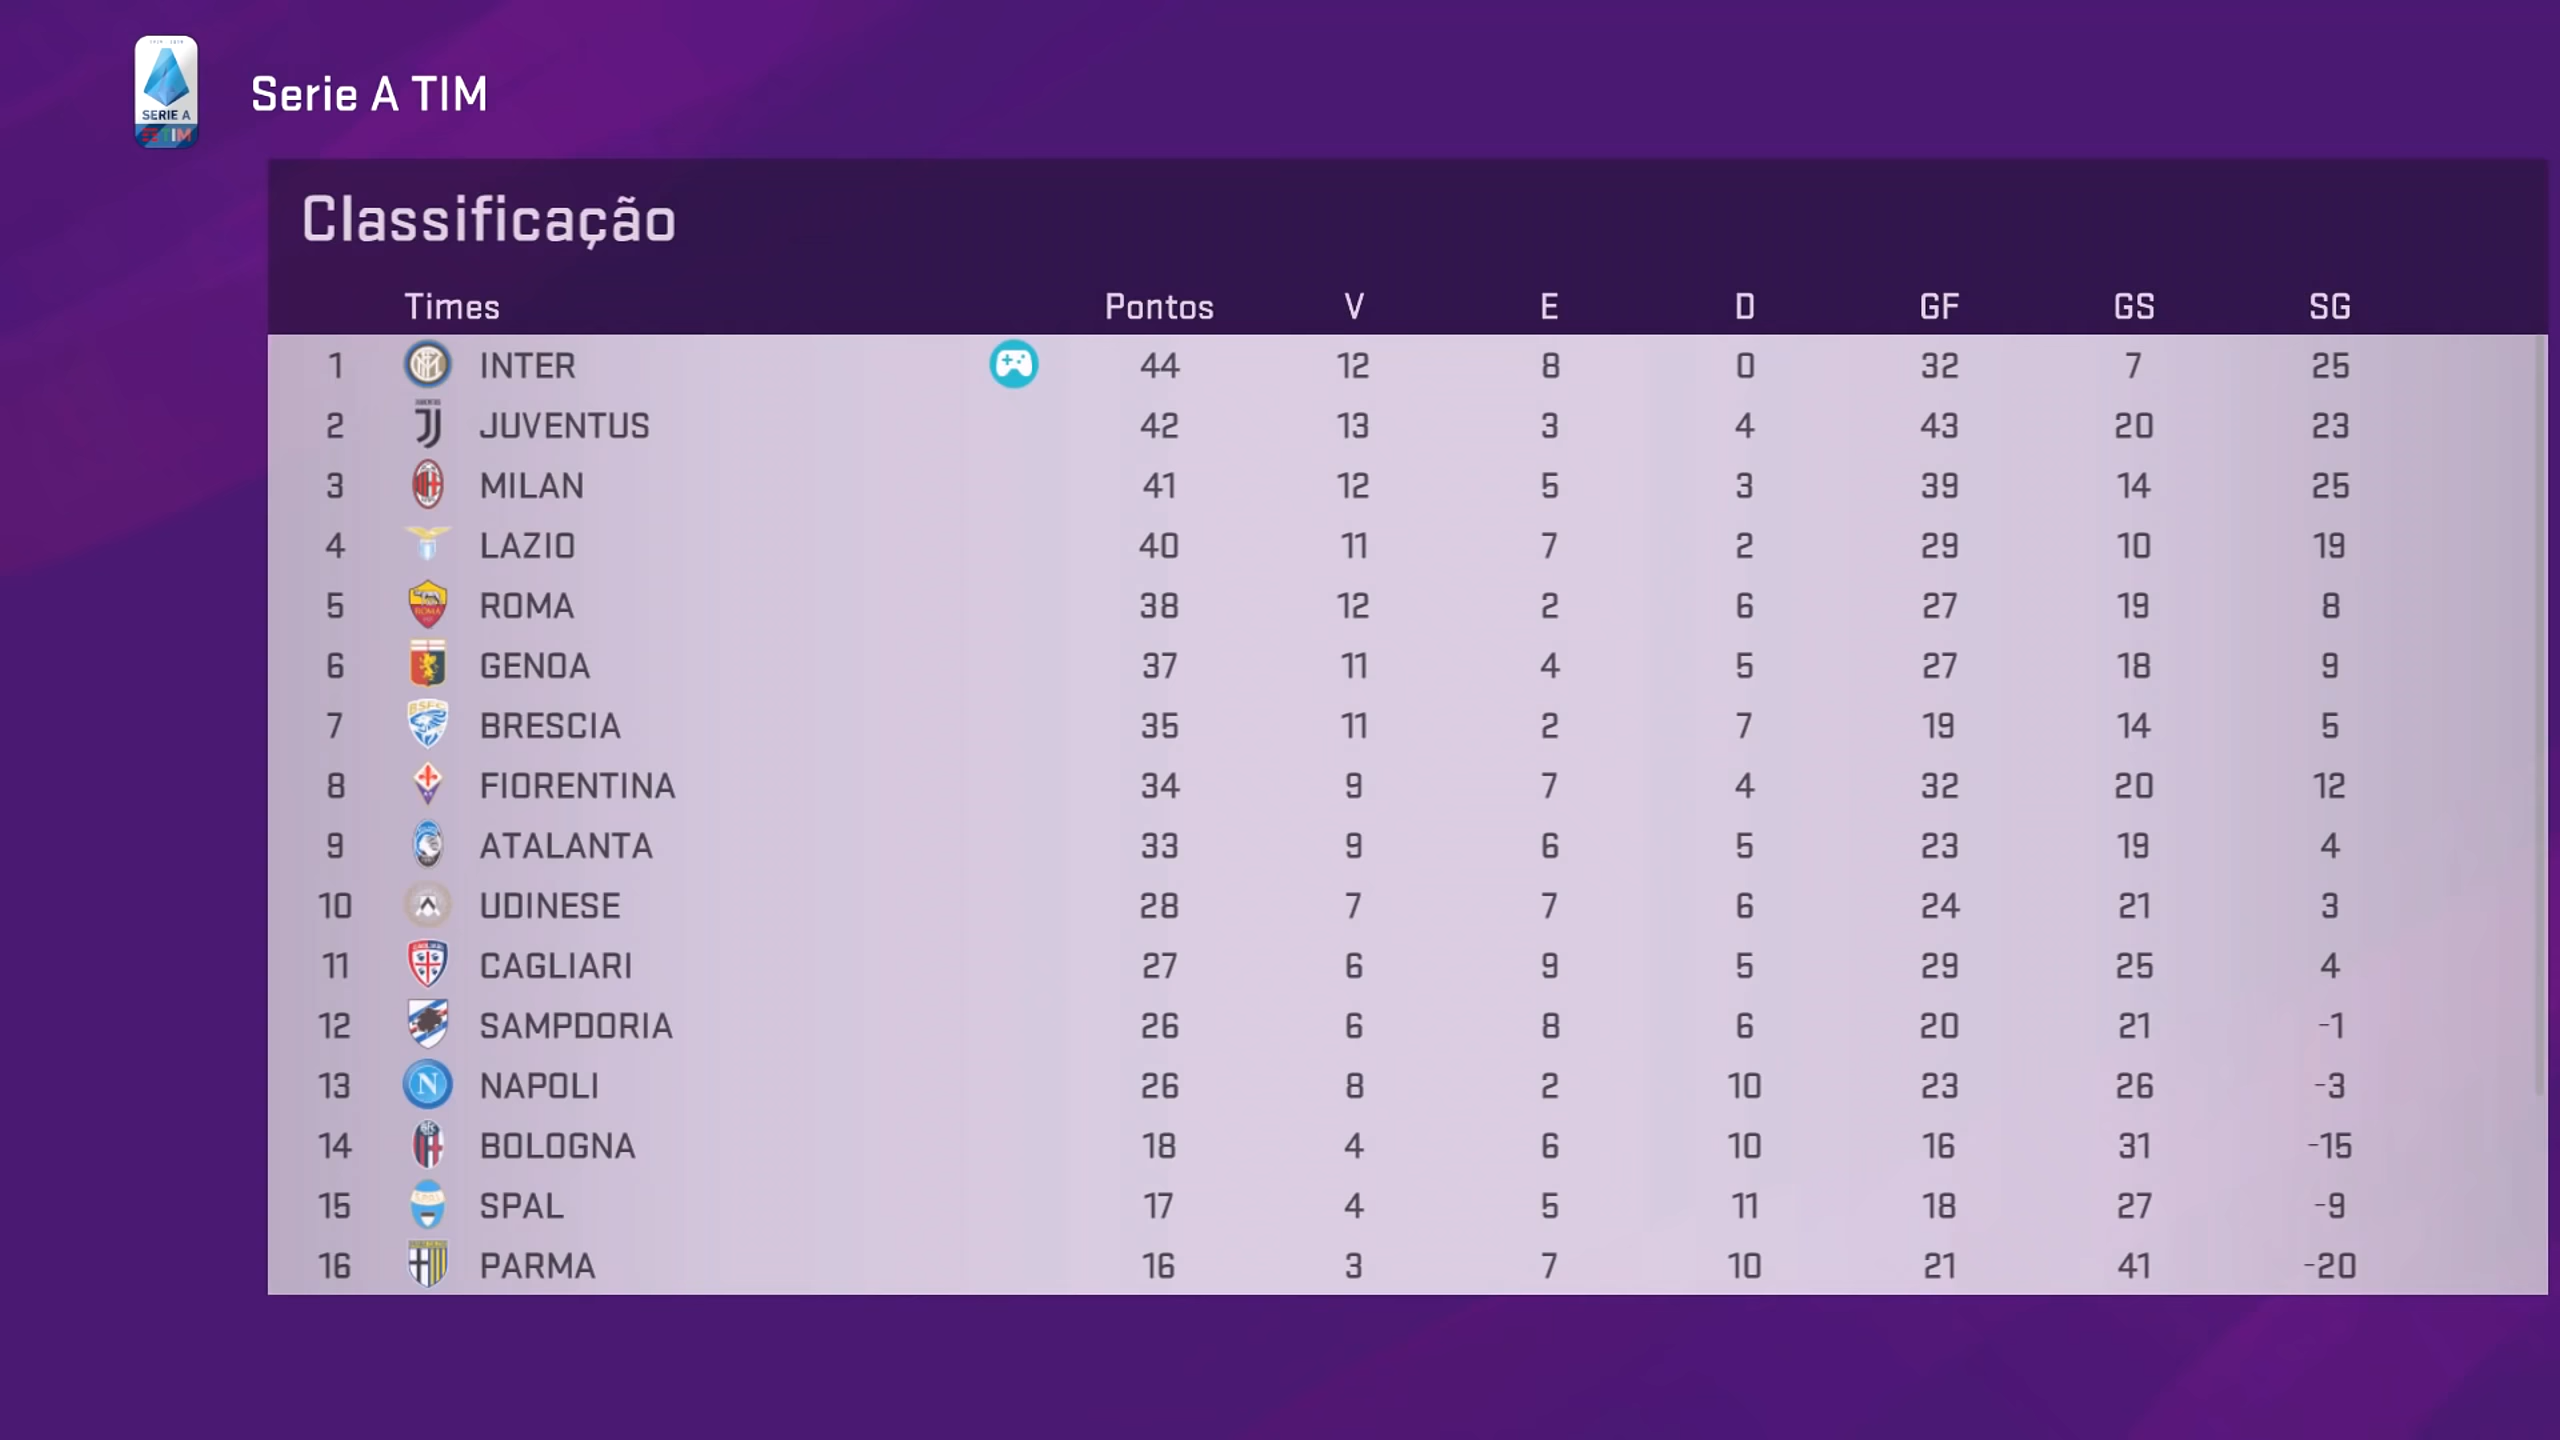 SERIE A
TIM
Serie A TIM
Classificação
Times Pontos V E D GF GS SG
1 INTER 44 12 8 0 32 7 25
2 JUVENTUS 42 13 3 4 43 20 23
3 MILAN 41 12 5 3 39 14 25
4 LAZIO 40 11 7 2 29 10 19
5 ROMA 38 12 2 6 27 19 8
6 GENOA 37 11 4 5 27 18 9
7 BRESCIA 35 11 2 7 19 14 5
8 FIORENTINA 34 9 7 4 32 20 12
9 ATALANTA 33 9 6 5 23 19 4
10 UDINESE 28 7 7 6 24 21 3
11 CAGLIARI 27 6 9 5 29 25 4
12 SAMPDORIA 26 6 8 6 20 21 -1
13 NAPOLI 26 8 2 10 23 26 -3
14 BOLOGNA 18 4 6 10 16 31 -15
15 SPAL 17 4 5 11 18 27 -9
16 PARMA 16 3 7 10 21 41 -20